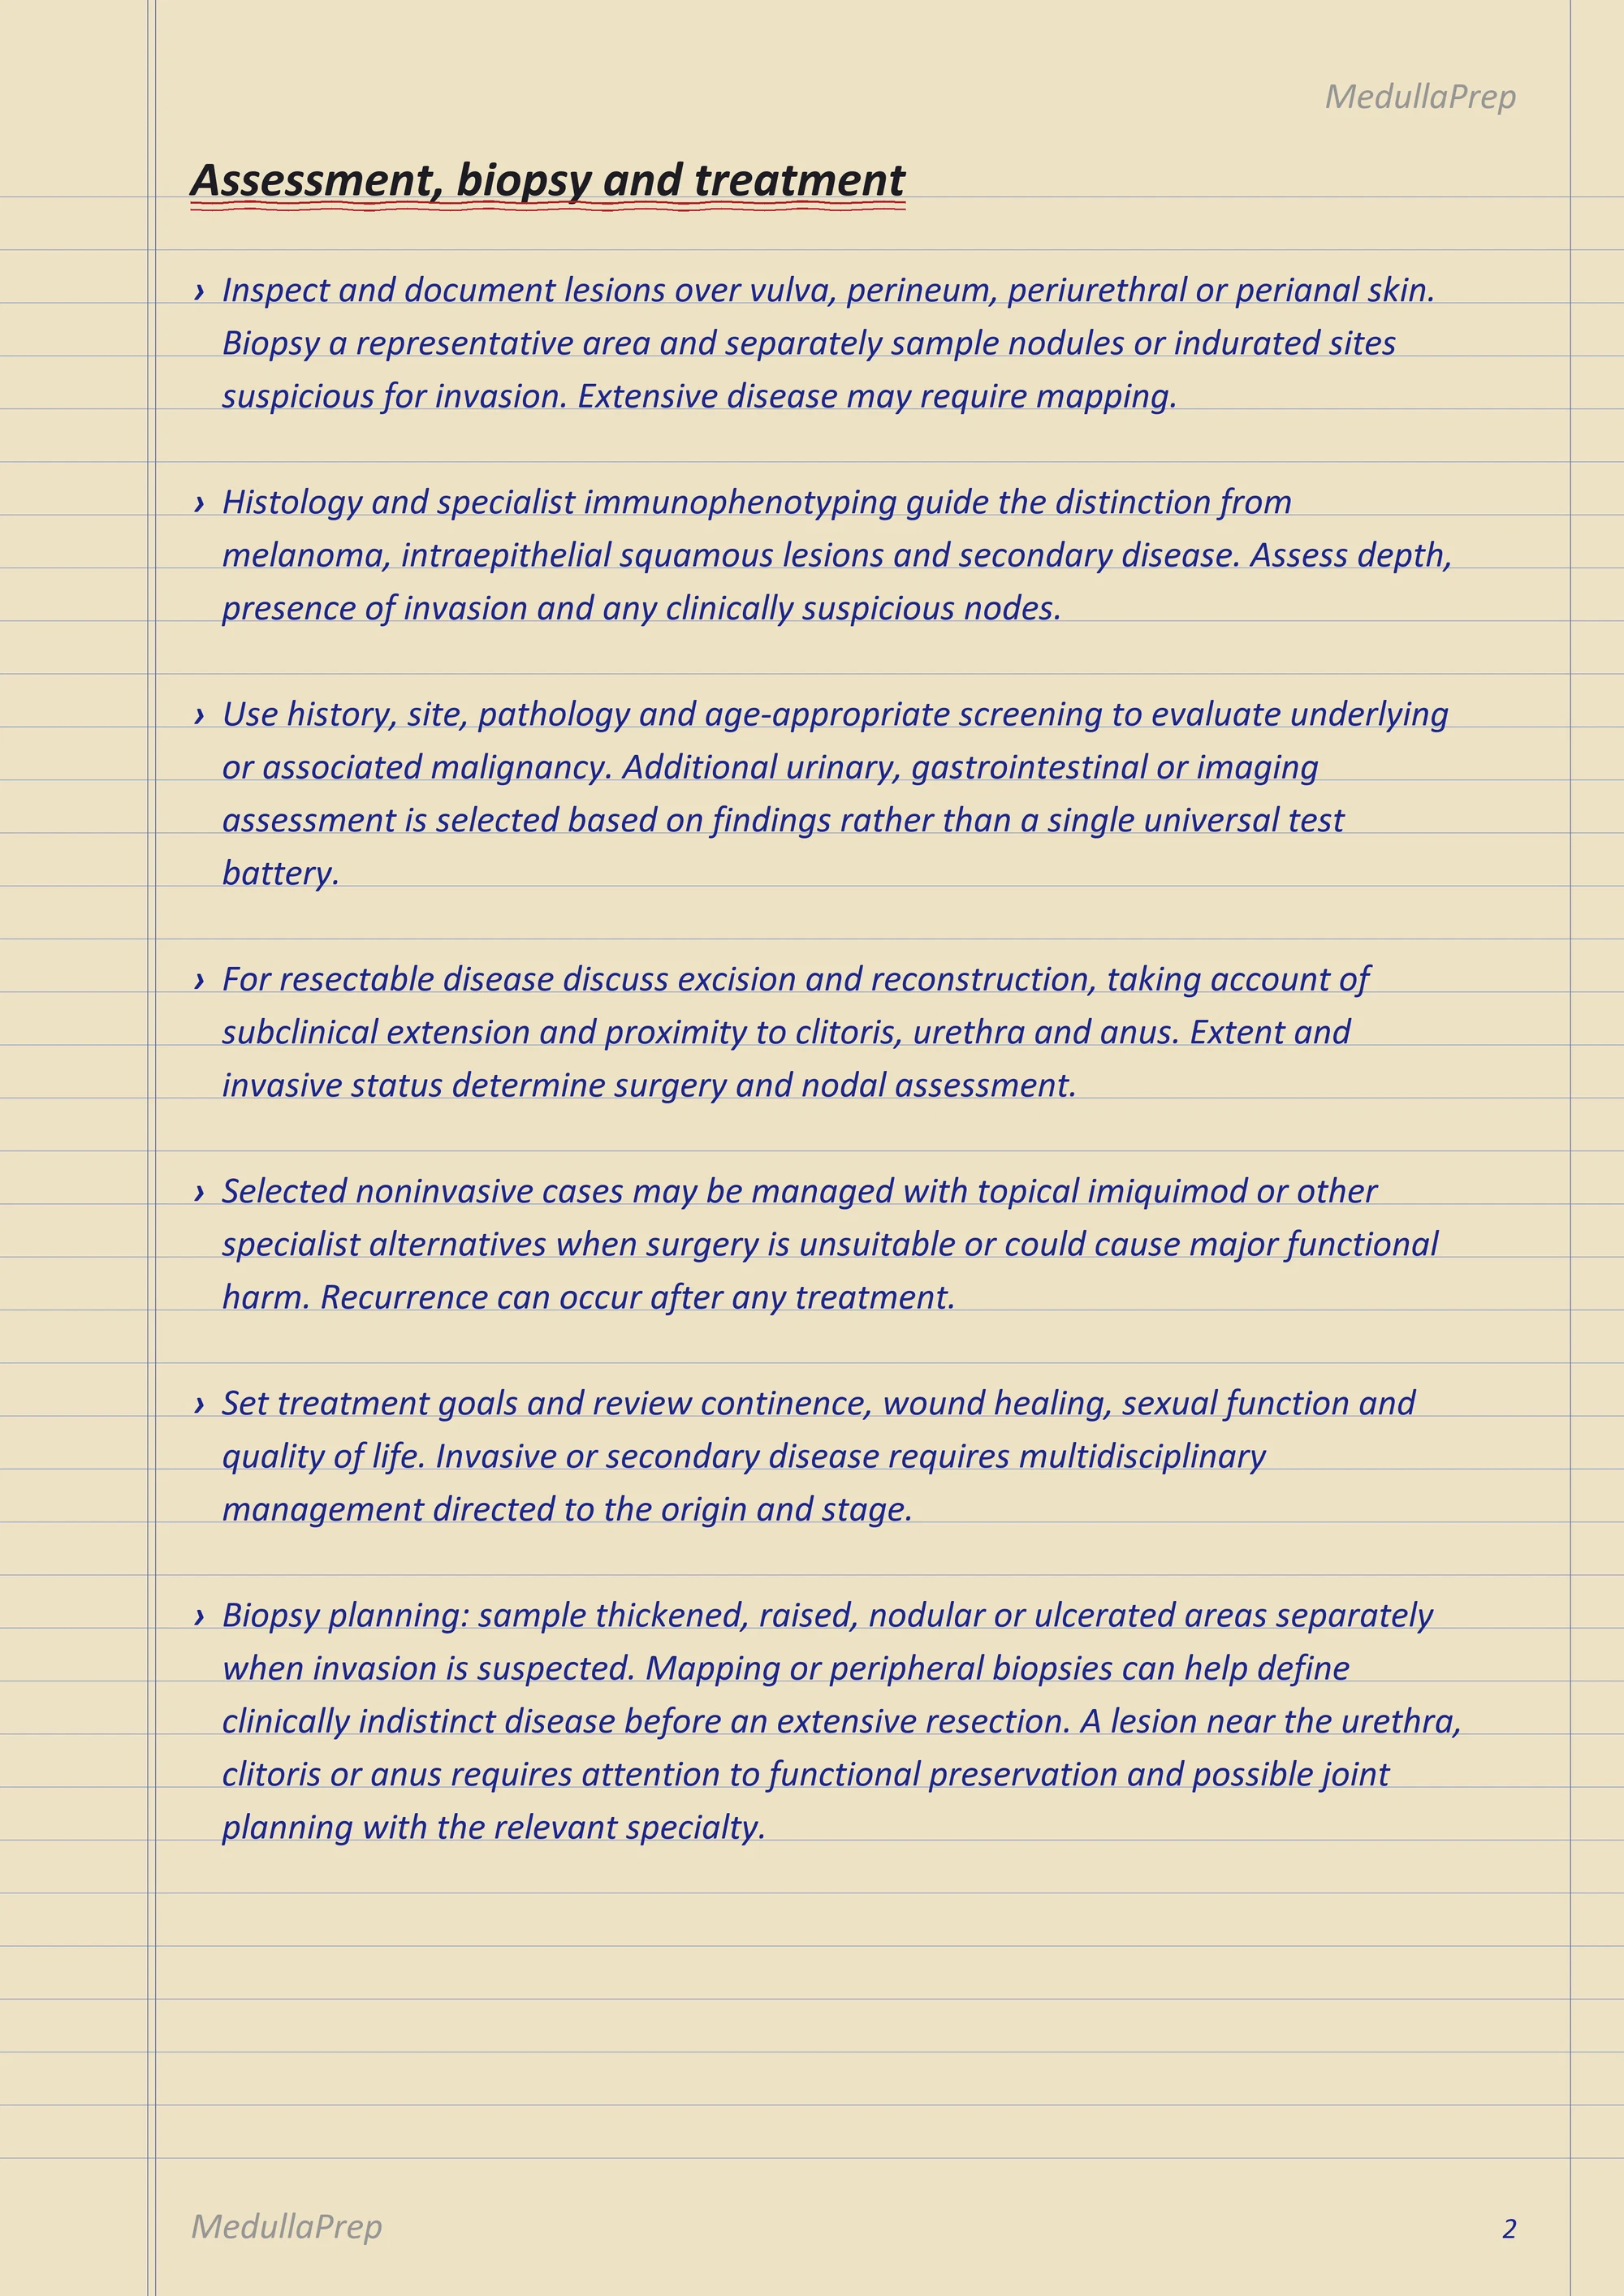 MedullaPrep
Assessment, biopsy and treatment
› Inspect and document lesions over vulva, perineum, periurethral or perianal skin.
Biopsy a representative area and separately sample nodules or indurated sites
suspicious for invasion. Extensive disease may require mapping.
› Histology and specialist immunophenotyping guide the distinction from
melanoma, intraepithelial squamous lesions and secondary disease. Assess depth,
presence of invasion and any clinically suspicious nodes.
› Use history, site, pathology and age-appropriate screening to evaluate underlying
or associated malignancy. Additional urinary, gastrointestinal or imaging
assessment is selected based on findings rather than a single universal test
battery.
› For resectable disease discuss excision and reconstruction, taking account of
subclinical extension and proximity to clitoris, urethra and anus. Extent and
invasive status determine surgery and nodal assessment.
› Selected noninvasive cases may be managed with topical imiquimod or other
specialist alternatives when surgery is unsuitable or could cause major functional
harm. Recurrence can occur after any treatment.
› Set treatment goals and review continence, wound healing, sexual function and
quality of life. Invasive or secondary disease requires multidisciplinary
management directed to the origin and stage.
› Biopsy planning: sample thickened, raised, nodular or ulcerated areas separately
when invasion is suspected. Mapping or peripheral biopsies can help define
clinically indistinct disease before an extensive resection. A lesion near the urethra,
clitoris or anus requires attention to functional preservation and possible joint
planning with the relevant specialty.
MedullaPrep
2